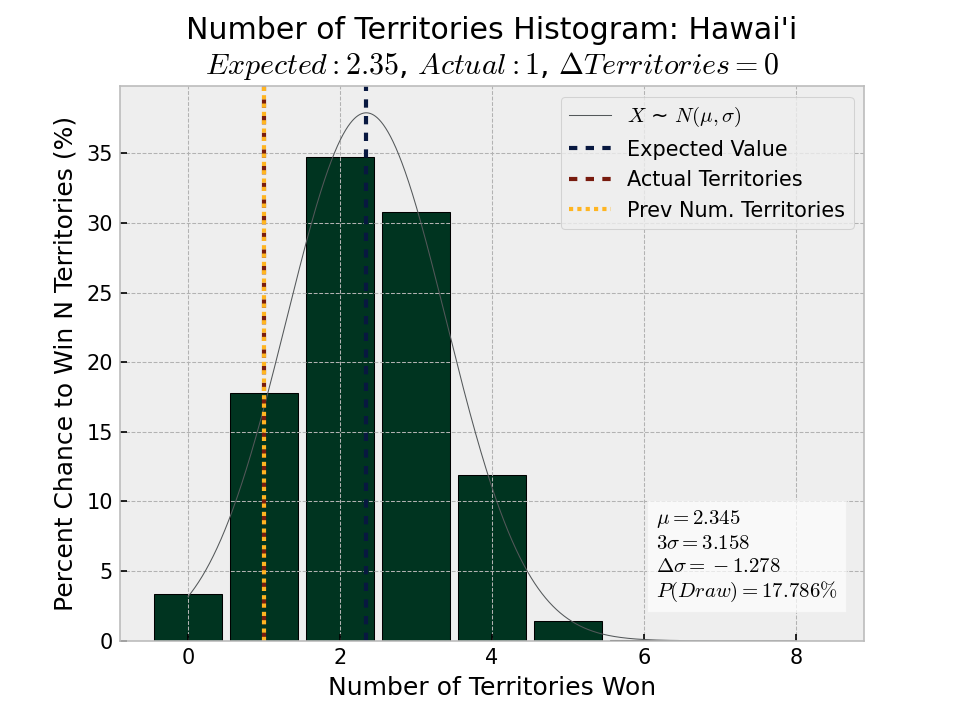 Number of Territories Histogram: Hawai'i
Expected : 2.35, Actual : 1, ΔTerritories = 0
Percent Chance to Win N Territories (%)
35
30
25
20
15
10
5
0
X ~ N(μ, σ)
Expected Value
Actual Territories
Prev Num. Territories
μ = 2.345
3σ = 3.158
Δσ = −1.278
P(Draw) = 17.786%
0 2 4 6 8
Number of Territories Won